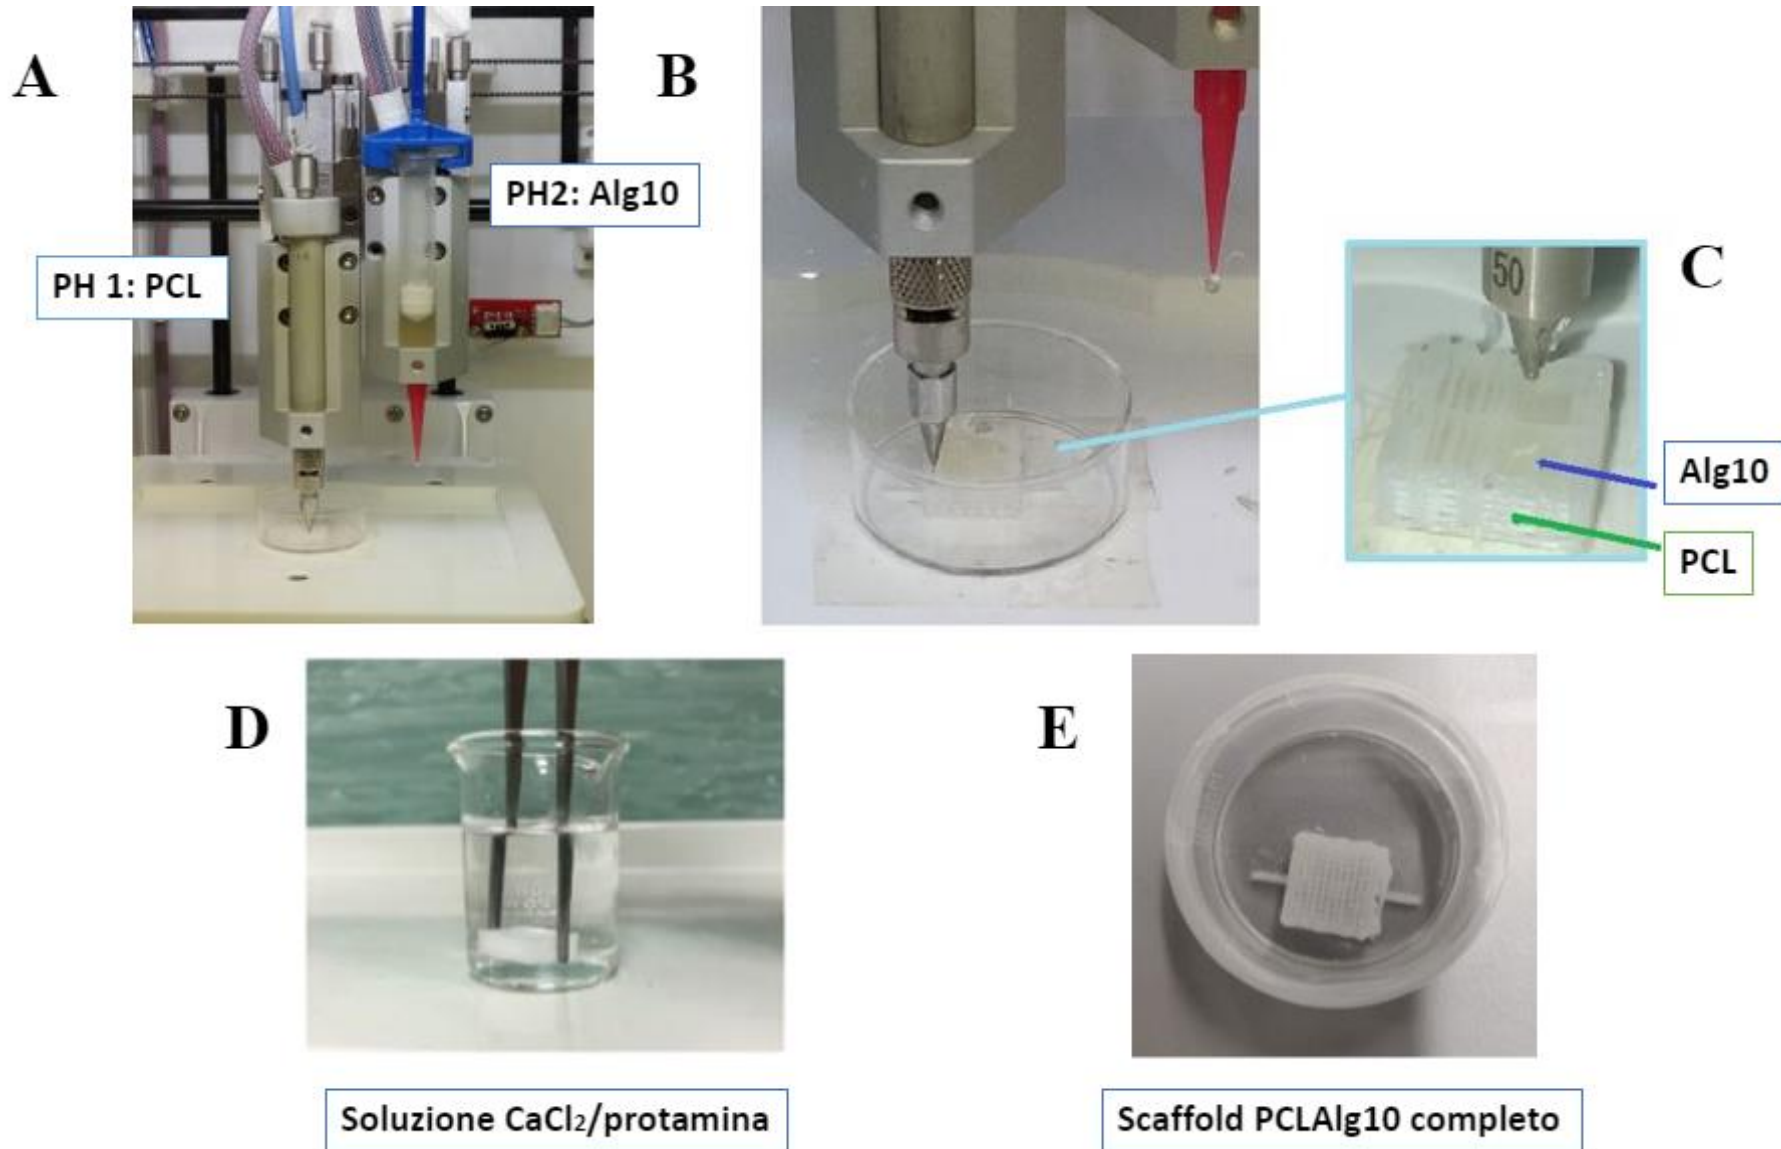 A
B
PH2: Alg10
PH 1: PCL
C
50
Alg10
PCL
D
E
Soluzione CaCl₂/protamina
Scaffold PCLAlg10 completo